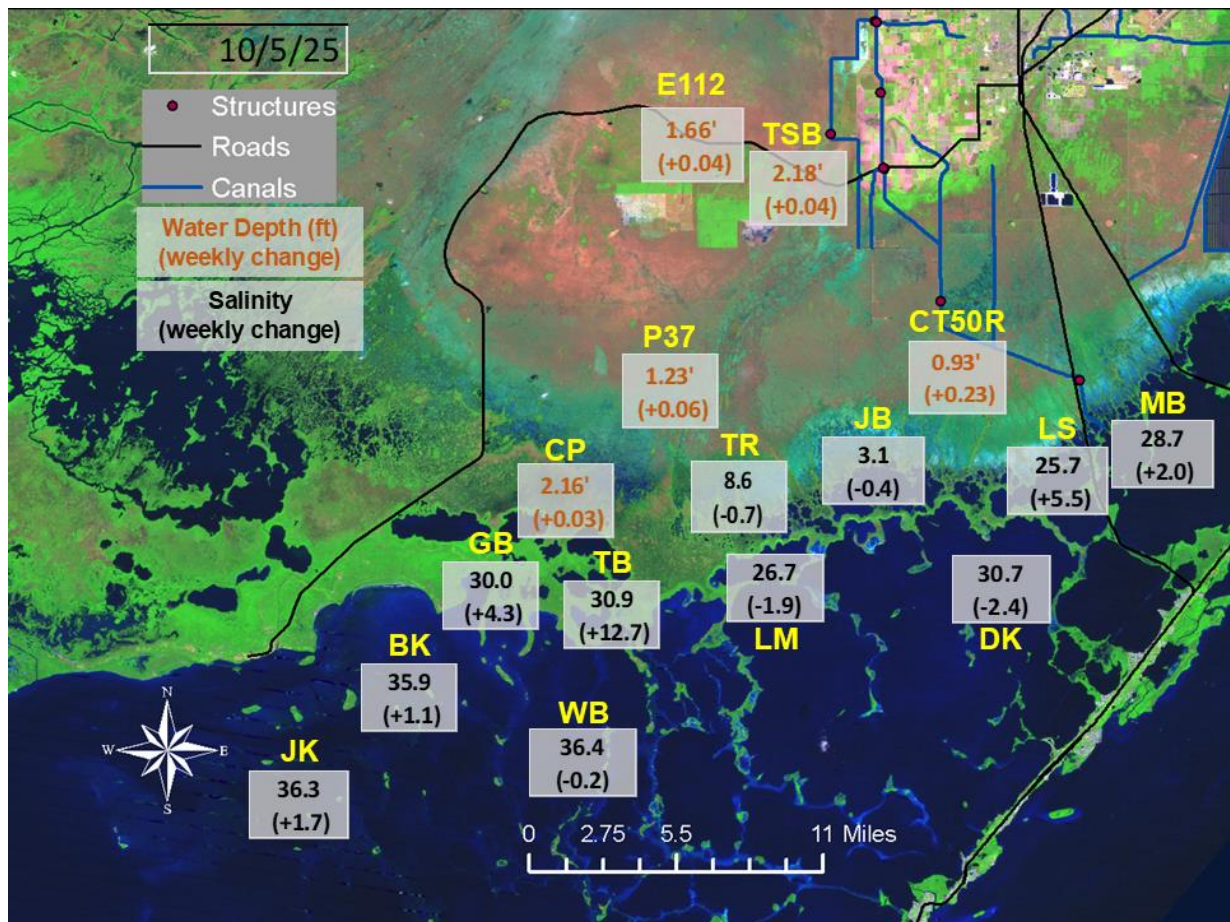 10/5/25
Structures
Roads
Canals
Water Depth (ft)
(weekly change)
Salinity
(weekly change)
E112
1.66'
(+0.04)
TSB
2.18'
(+0.04)
CT50R
0.93'
(+0.23)
P37
1.23'
(+0.06)
CP
2.16'
(+0.03)
TR
8.6
(-0.7)
JB
3.1
(-0.4)
LS
25.7
(+5.5)
MB
28.7
(+2.0)
GB
30.0
(+4.3)
TB
30.9
(+12.7)
26.7
(-1.9)
LM
30.7
(-2.4)
DK
BK
35.9
(+1.1)
WB
36.4
(-0.2)
JK
36.3
(+1.7)
N
W
E
S
0 2.75 5.5 11 Miles